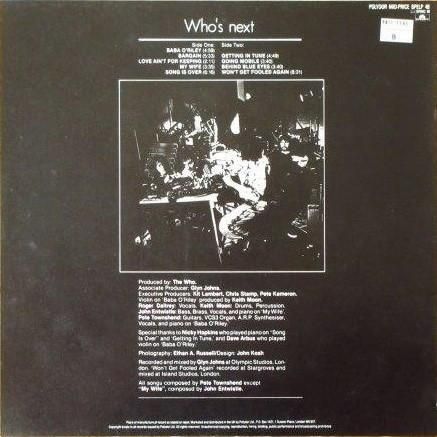 POLYDOR MID-PRICE SPELP 49
Who's next
Side One: Side Two:
BABA O'RILEY (4:59) GETTING IN TUNE (4:49)
BARGAIN (5:33) GOING MOBILE (3:40)
LOVE AIN'T FOR KEEPING (2:11) BEHIND BLUE EYES (3:40)
MY WIFE (3:35) WON'T GET FOOLED AGAIN (8:31)
SONG IS OVER (6:16)
Produced by: The Who.
Associate Producer: Glyn Johns.
Executive Producers: Kit Lambert, Chris Stamp, Pete Kameron.
Violin on 'Baba O'Riley' produced by Keith Moon.
Roger Daltrey: Vocals, Keith Moon: Drums, Percussion.
John Entwistle: Bass, Brass, Vocals, and piano on "My Wife".
Pete Townshend: Guitars, VCS3 Organ, A.R.P. Synthesiser,
Vocals, and piano on 'Baba O'Riley.'
Special thanks to Nicky Hopkins who played piano on "Song
Is Over" and 'Getting in Tune,' and Dave Arbus who played
violin on 'Baba O'Riley.'
Photography: Ethan A. Russell/Design: John Kosh
Recorded and mixed by Glyn Johns at Olympic Studios, Lon-
don. 'Won't Get Fooled Again' recorded at Stargroves and
mixed at Island Studios, London.
All songs composed by Pete Townshend except
"My Wife", composed by John Entwistle.